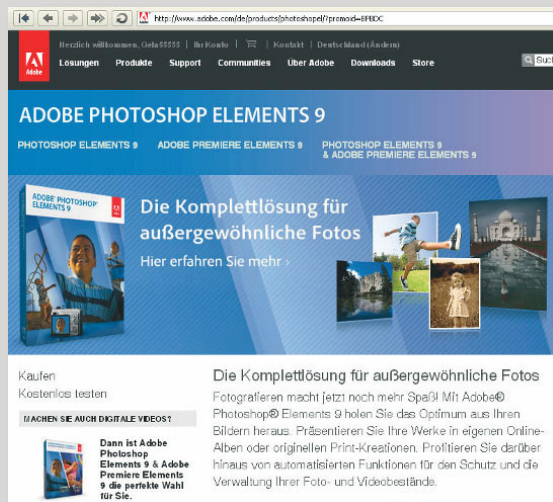 http://www.adobe.com/de/products/photoshopel/?promoid=BPBDC
Herzlich willkommen, Gela55555 | Ihr Konto | | Kontakt | Deutschland (Ändern)
Adobe
Lösungen Produkte Support Communities Über Adobe Downloads Store
Such
ADOBE PHOTOSHOP ELEMENTS 9
PHOTOSHOP ELEMENTS 9 ADOBE PREMIERE ELEMENTS 9 PHOTOSHOP ELEMENTS 9
& ADOBE PREMIERE ELEMENTS 9
ADOBE® PHOTOSHOP®
ELEMENTS 9
Die Komplettlösung für
außergewöhnliche Fotos
Hier erfahren Sie mehr ›
Kaufen
Kostenlos testen
MACHEN SIE AUCH DIGITALE VIDEOS?
Dann ist Adobe
Photoshop
Elements 9 & Adobe
Premiere Elements
9 die perfekte Wahl
für Sie.
Die Komplettlösung für außergewöhnliche Fotos
Fotografieren macht jetzt noch mehr Spaß! Mit Adobe®
Photoshop® Elements 9 holen Sie das Optimum aus Ihren
Bildern heraus. Präsentieren Sie Ihre Werke in eigenen Online-
Alben oder originellen Print-Kreationen. Profitieren Sie darüber
hinaus von automatisierten Funktionen für den Schutz und die
Verwaltung Ihrer Foto- und Videobestände.